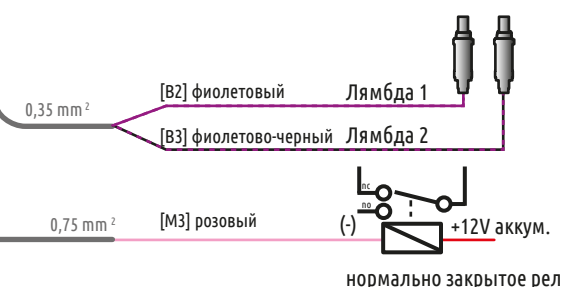 [B2] фиолетовый Лямбда 1
0,35 mm²
[B3] фиолетово-черный Лямбда 2
nc
no
0,75 mm² [M3] розовый (-) +12V аккум.
нормально закрытое рел